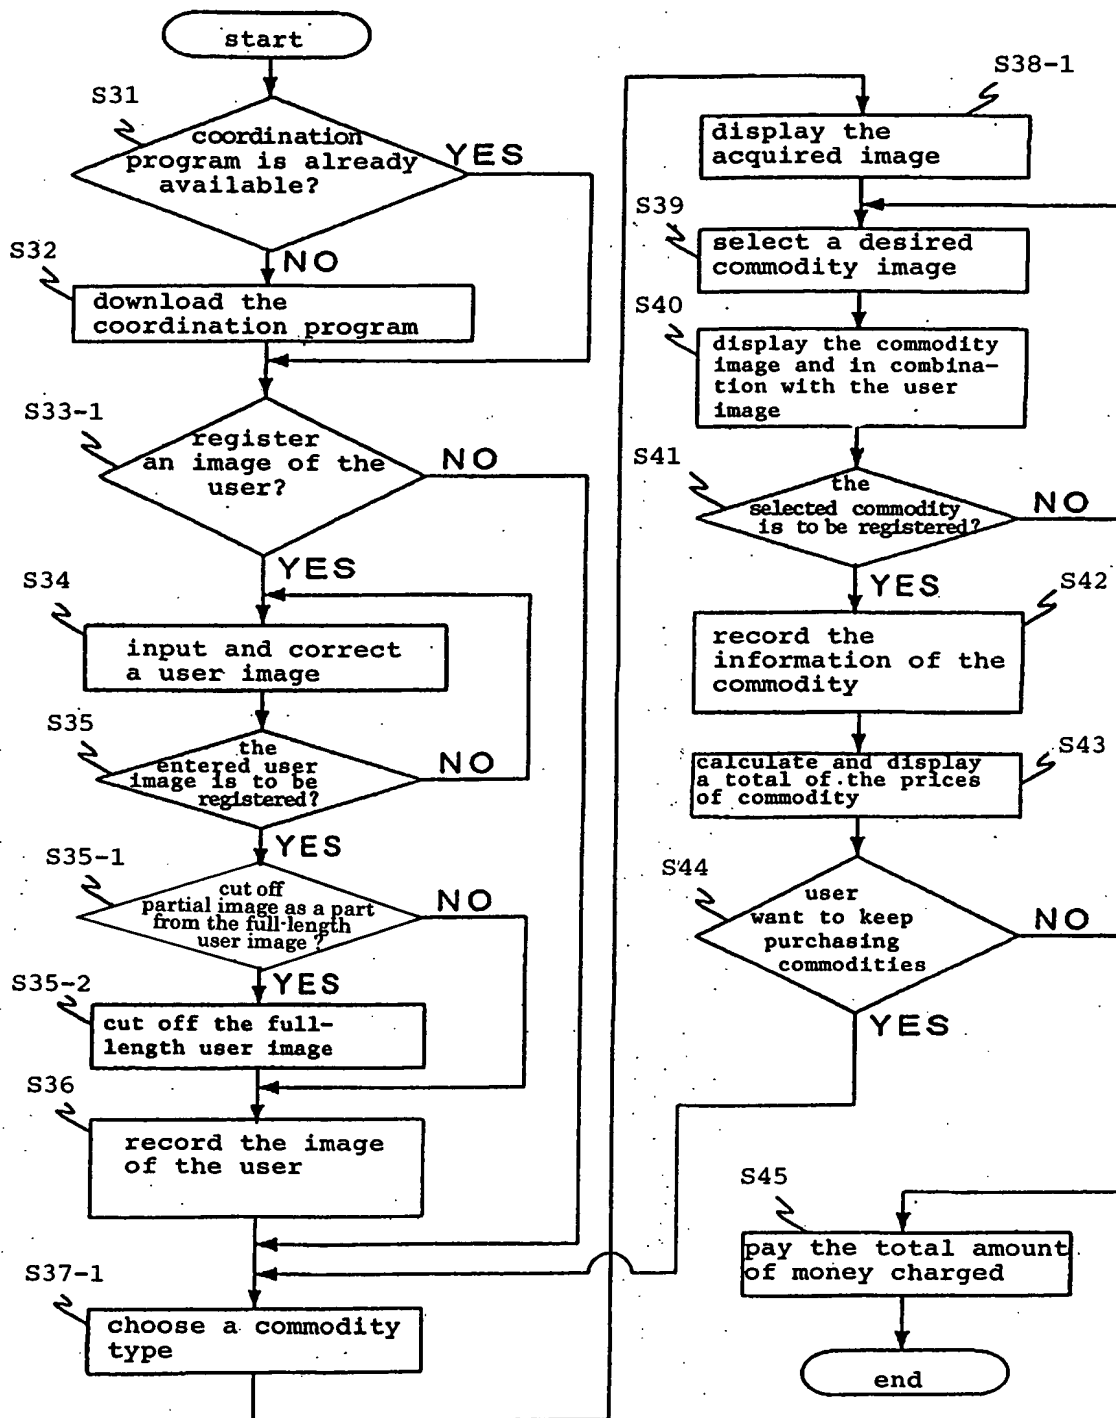 start
S31
coordination
program is already
available?
YES
NO
S32
download the
coordination program
S33-1
register
an image of the
user?
NO
YES
S34
input and correct
a user image
S35
the
entered user
image is to be
registered?
NO
YES
S35-1
cut off
partial image as a part
from the full-length
user image ?
NO
YES
S35-2
cut off the full-
length user image
S36
record the image
of the user
S37-1
choose a commodity
type
S38-1
display the
acquired image
S39
select a desired
commodity image
S40
display the commodity
image and in combina-
tion with the user
image
S41
the
selected commodity
is to be registered?
NO
YES
S42
record the
information of the
commodity
S43
calculate and display
a total of the prices
of commodity
S44
user
want to keep
purchasing
commodities
NO
YES
S45
pay the total amount
of money charged
end